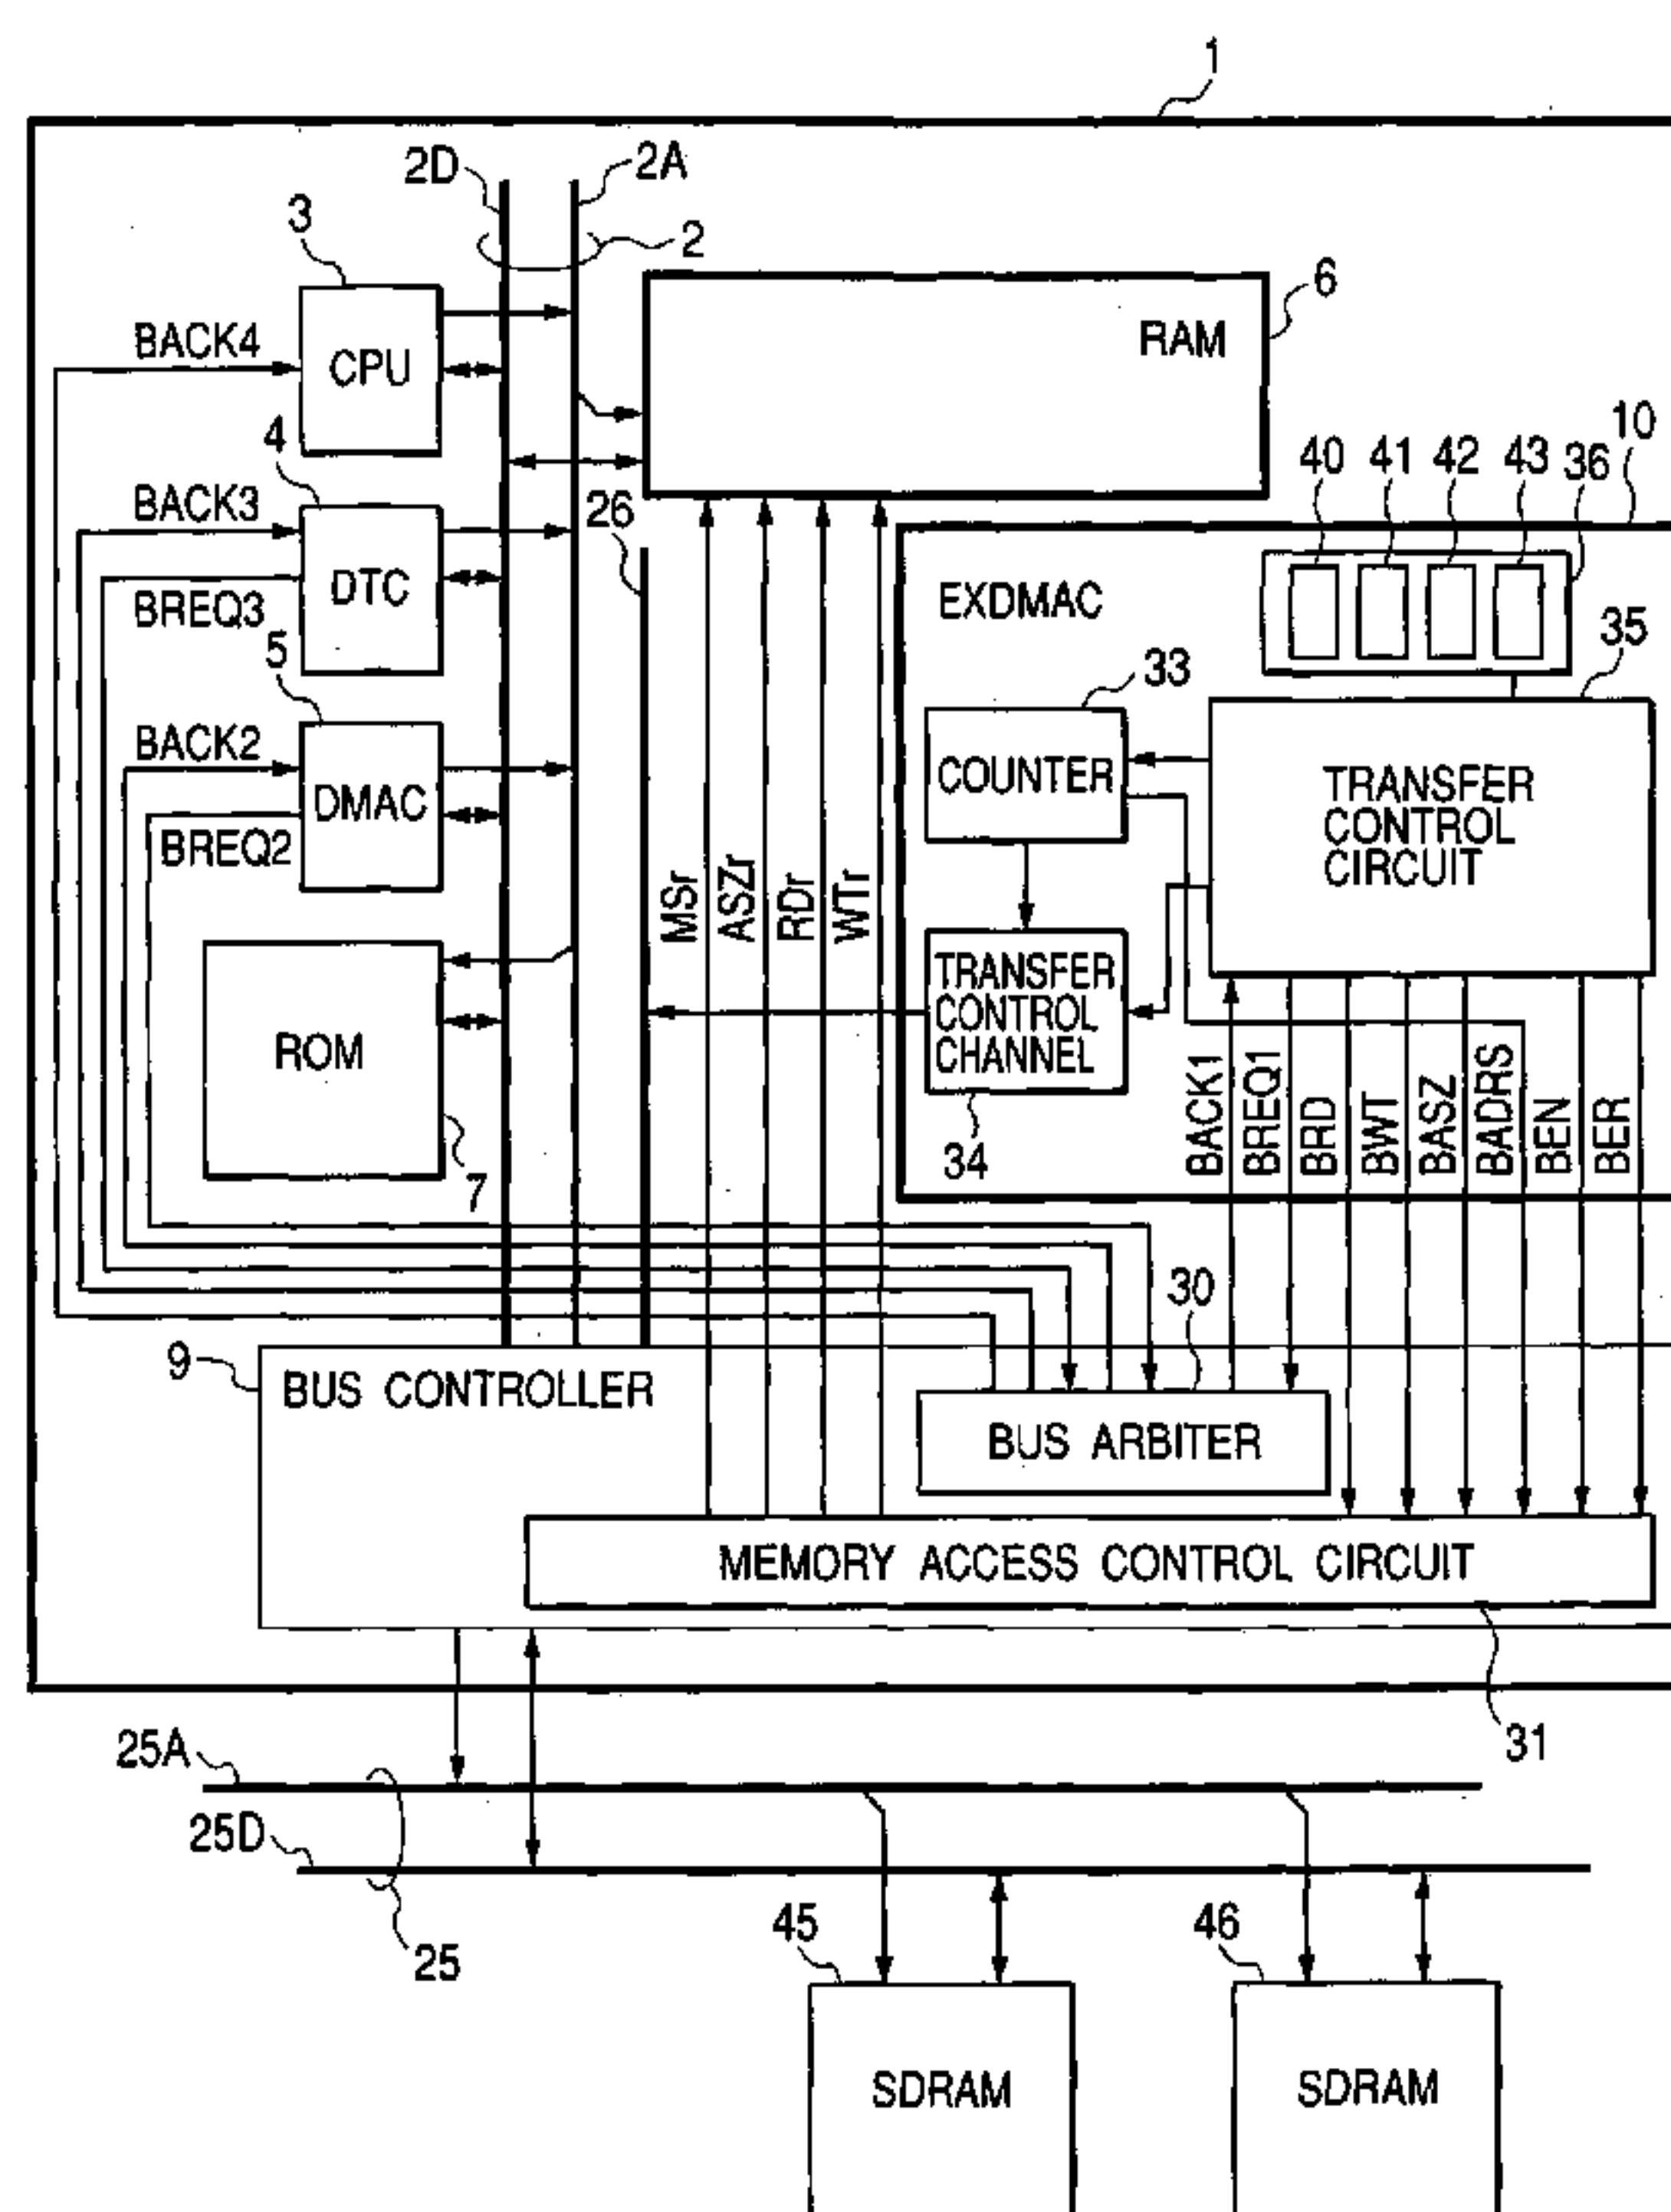 1
2D
2A
3
2
6
RAM
BACK4
CPU
10
4
40
41
42
43
36
BACK3
26
DTC
EXDMAC
BREQ3
35
5
33
BACK2
DMAC
COUNTER
TRANSFER
CONTROL
CIRCUIT
BREQ2
MSr
ASZr
RDr
WTr
TRANSFER
CONTROL
CHANNEL
ROM
BACK1
BREQ1
BRD
BWT
BASZ
BADRS
BEN
BER
34
7
30
9
BUS CONTROLLER
BUS ARBITER
MEMORY ACCESS CONTROL CIRCUIT
31
25A
25D
25
45
46
SDRAM
SDRAM